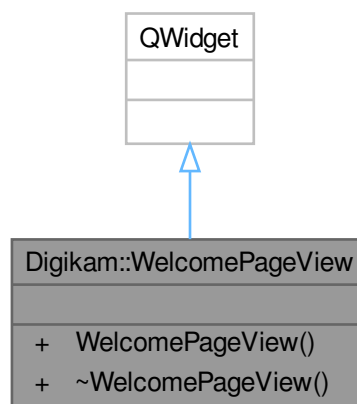 QWidget
Digikam::WelcomePageView
+ WelcomePageView()
+ ~WelcomePageView()